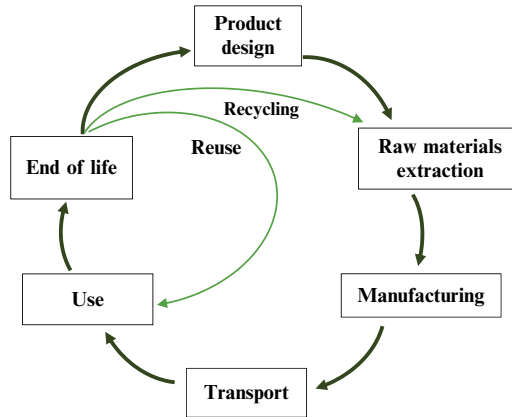 Product
design
Recycling
Raw materials
extraction
Reuse
End of life
Manufacturing
Use
Transport